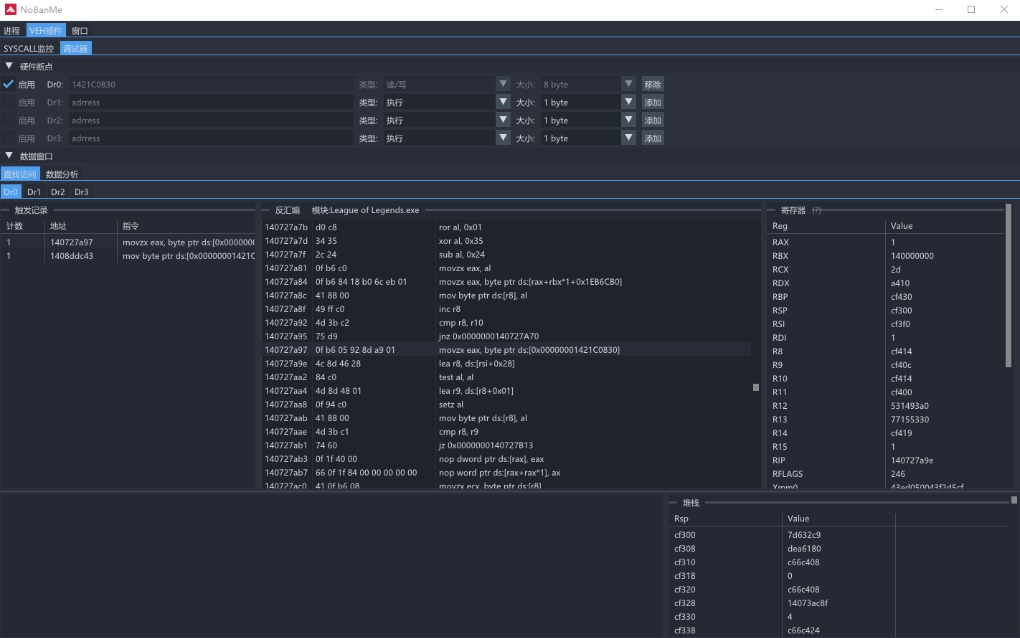 NoBanMe
进程 VEH插件 窗口
SYSCALL监控 调试器
硬件断点
启用 Dr0: 1421C0830 类型: 读/写 大小: 8 byte 移除
启用 Dr1: adrress 类型: 执行 大小: 1 byte 添加
启用 Dr2: adrress 类型: 执行 大小: 1 byte 添加
启用 Dr3: adrress 类型: 执行 大小: 1 byte 添加
数据窗口
查找访问 数据分析
Dr0 Dr1 Dr2 Dr3
触发记录
计数 地址 指令
1 140727a97 movzx eax, byte ptr ds:[0x0000000
1 1408ddc43 mov byte ptr ds:[0x00000001421C
反汇编 模块:League of Legends.exe
140727a7b d0 c8 ror al, 0x01
140727a7d 34 35 xor al, 0x35
140727a7f 2c 24 sub al, 0x24
140727a81 0f b6 c0 movzx eax, al
140727a84 0f b6 84 18 b0 6c eb 01 movzx eax, byte ptr ds:[rax+rbx*1+0x1EB6CB0]
140727a8c 41 88 00 mov byte ptr ds:[r8], al
140727a8f 49 ff c0 inc r8
140727a92 4d 3b c2 cmp r8, r10
140727a95 75 d9 jnz 0x0000000140727A70
140727a97 0f b6 05 92 8d a9 01 movzx eax, byte ptr ds:[0x00000001421C0830]
140727a9e 4c 8d 46 28 lea r8, ds:[rsi+0x28]
140727aa2 84 c0 test al, al
140727aa4 4d 8d 48 01 lea r9, ds:[r8+0x01]
140727aa8 0f 94 c0 setz al
140727aab 41 88 00 mov byte ptr ds:[r8], al
140727aae 4d 3b c1 cmp r8, r9
140727ab1 74 60 jz 0x0000000140727B13
140727ab3 0f 1f 40 00 nop dword ptr ds:[rax], eax
140727ab7 66 0f 1f 84 00 00 00 00 00 nop word ptr ds:[rax+rax*1], ax
140727ac0 41 0f b6 08 movzx ecx, byte ptr ds:[r8]
寄存器 (?)
Reg Value
RAX 1
RBX 140000000
RCX 2d
RDX a410
RBP cf430
RSP cf300
RSI cf3f0
RDI 1
R8 cf414
R9 cf40c
R10 cf414
R11 cf400
R12 531493a0
R13 77155330
R14 cf419
R15 1
RIP 140727a9e
RFLAGS 246
Xmm0 43ed050043f2d5cf
堆栈
Rsp Value
cf300 7d632c9
cf308 dea6180
cf310 c66c408
cf318 0
cf320 c66c408
cf328 14073ac8f
cf330 4
cf338 c66c424